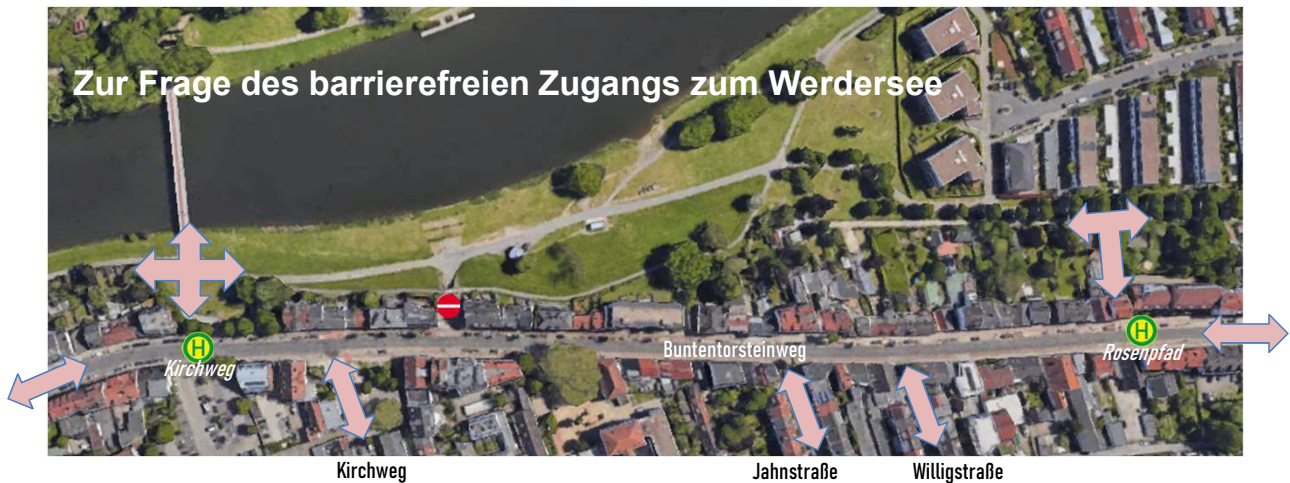 Zur Frage des barrierefreien Zugangs zum Werdersee
H
Kirchweg
Buntentorsteinweg
H
Rosenpfad
Kirchweg
Jahnstraße
Willigstraße